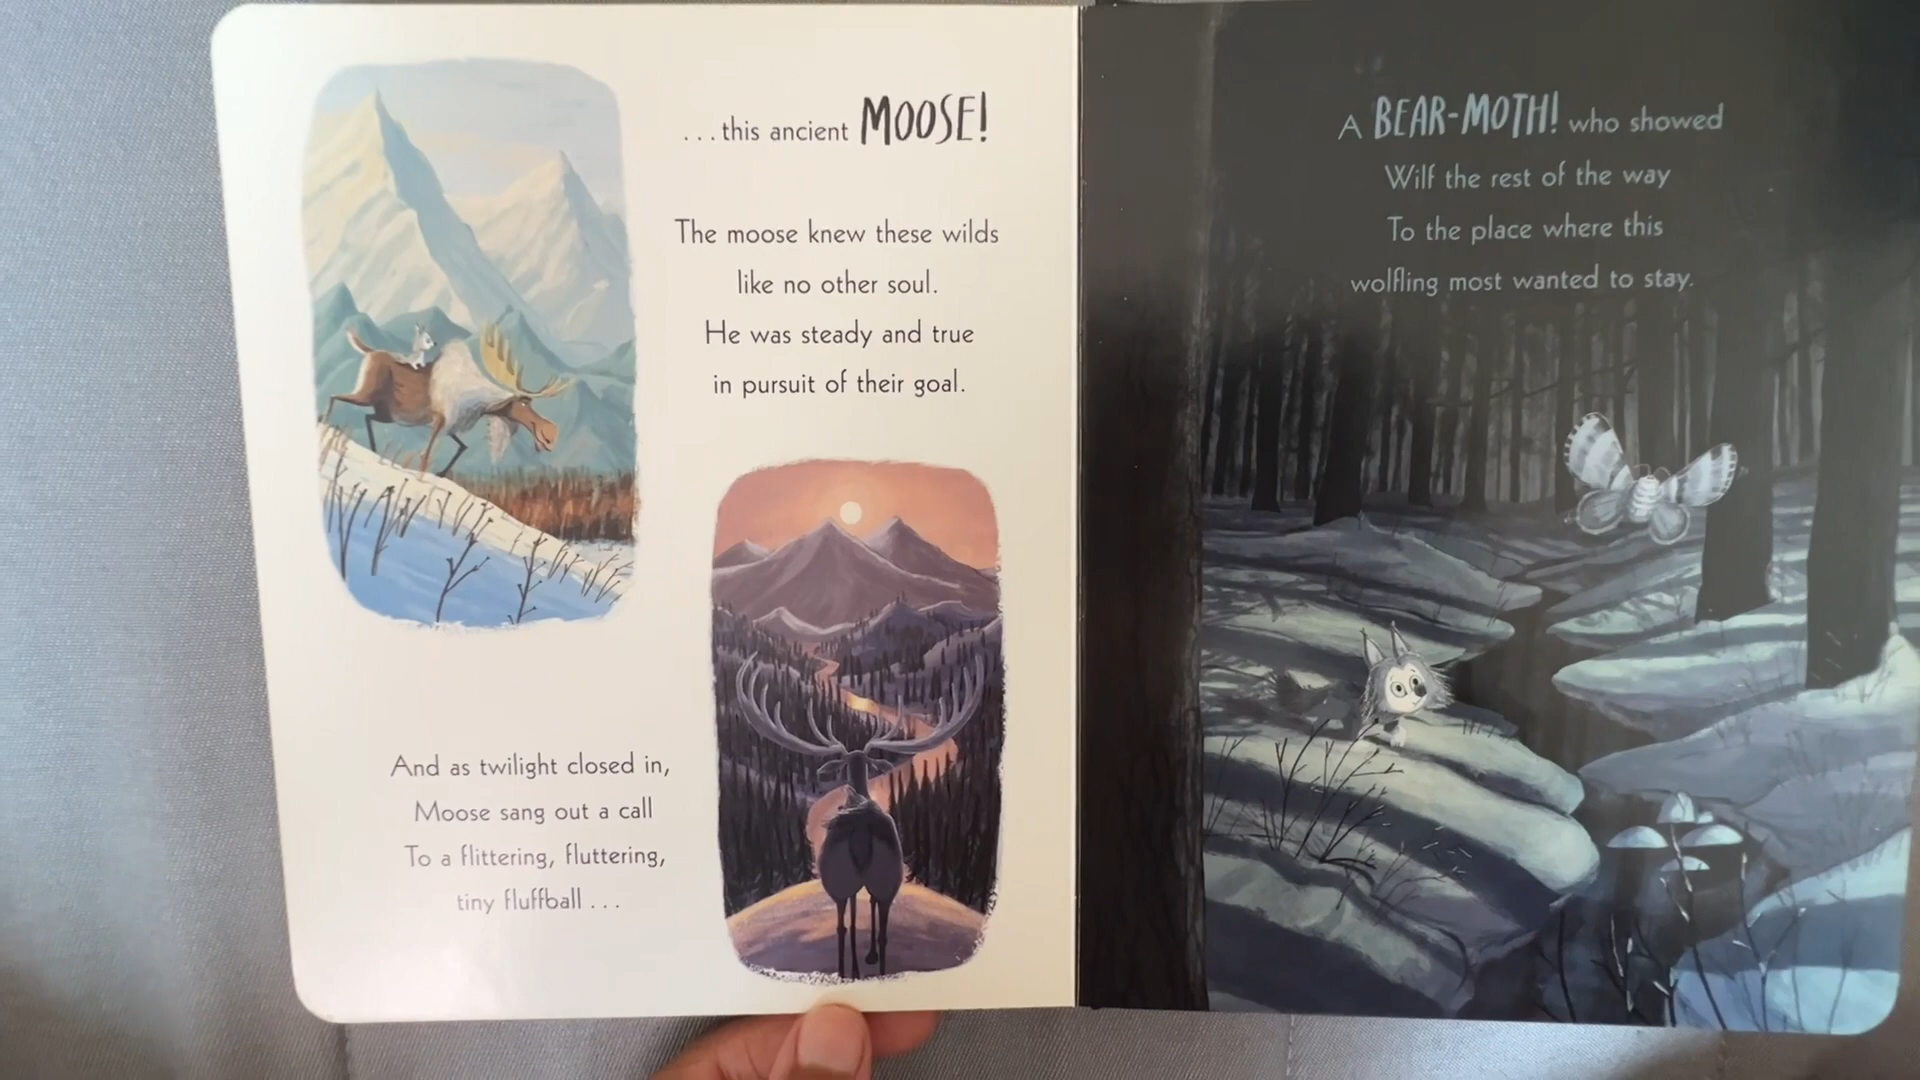 ...this ancient MOOSE!
The moose knew these wilds
like no other soul.
He was steady and true
in pursuit of their goal.
And as twilight closed in,
Moose sang out a call
To a flittering, fluttering,
tiny fluffball...
A BEAR-MOTH! who showed
Wilf the rest of the way
To the place where this
wolfling most wanted to stay.